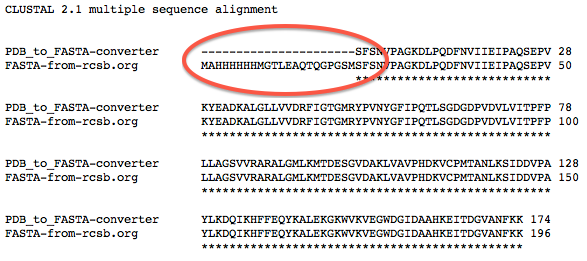 CLUSTAL 2.1 multiple sequence alignment
PDB_to_FASTA-converter ----------------------SFSNVPAGKDLPQDFNVIIEIPAQSEPV 28
FASTA-from-rcsb.org MAHHHHHHMGTLEAQTQGPGSMSFSNVPAGKDLPQDFNVIIEIPAQSEPV 50
****************************
PDB_to_FASTA-converter KYEADKALGLLVVDRFIGTGMRYPVNYGFIPQTLSGDGDPVDVLVITPFP 78
FASTA-from-rcsb.org KYEADKALGLLVVDRFIGTGMRYPVNYGFIPQTLSGDGDPVDVLVITPFP 100
**************************************************
PDB_to_FASTA-converter LLAGSVVRARALGMLKMTDESGVDAKLVAVPHDKVCPMTANLKSIDDVPA 128
FASTA-from-rcsb.org LLAGSVVRARALGMLKMTDESGVDAKLVAVPHDKVCPMTANLKSIDDVPA 150
**************************************************
PDB_to_FASTA-converter YLKDQIKHFFEQYKALEKGKWVKVEGWDGIDAAHKEITDGVANFKK 174
FASTA-from-rcsb.org YLKDQIKHFFEQYKALEKGKWVKVEGWDGIDAAHKEITDGVANFKK 196
**********************************************